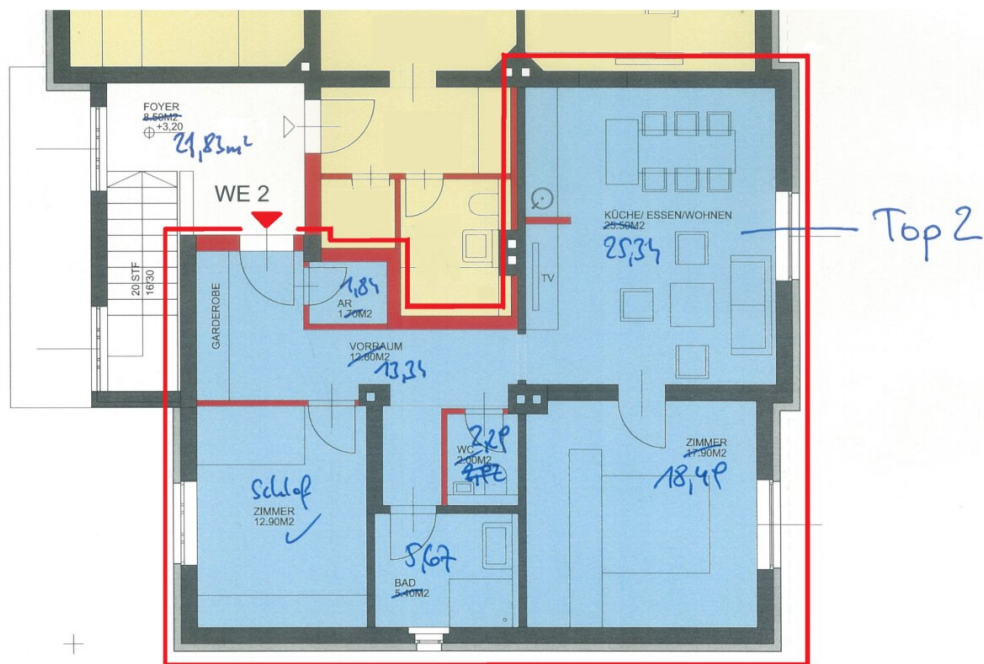 FOYER
8.50M2
+3,20
21,83m²
WE 2
20 STF
16/30
GARDEROBE
1,84
AR
1.70M2
VORRAUM
12.80M2
13,34
KÜCHE/ ESSEN/WOHNEN
25.50M2
25,34
TV
Top 2
2,29
WC
2.00M2
ZIMMER
17.90M2
18,49
Schlaf
ZIMMER
12.90M2
5,67
BAD
5.40M2